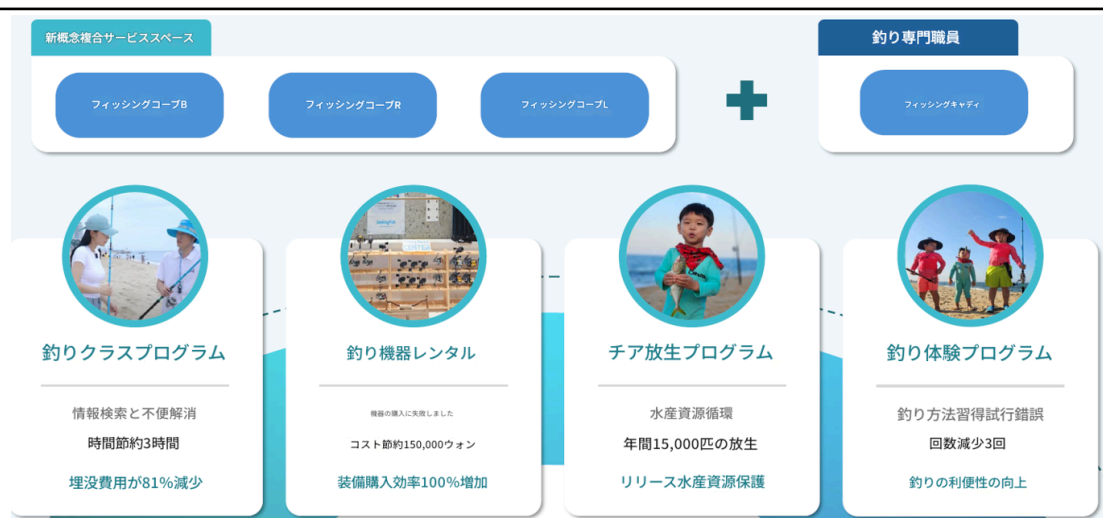 新概念複合サービススペース
釣り専門職員
フィッシングコーブB
フィッシングコーブR
フィッシングコーブL
フィッシングキャディ
釣りクラスプログラム
情報検索と不便解消
時間節約3時間
埋没費用が81%減少
釣り機器レンタル
機器の購入に失敗しました
コスト節約150,000ウォン
装備購入効率100%増加
チア放生プログラム
水産資源循環
年間15,000匹の放生
リリース水産資源保護
釣り体験プログラム
釣り方法習得試行錯誤
回数減少3回
釣りの利便性の向上